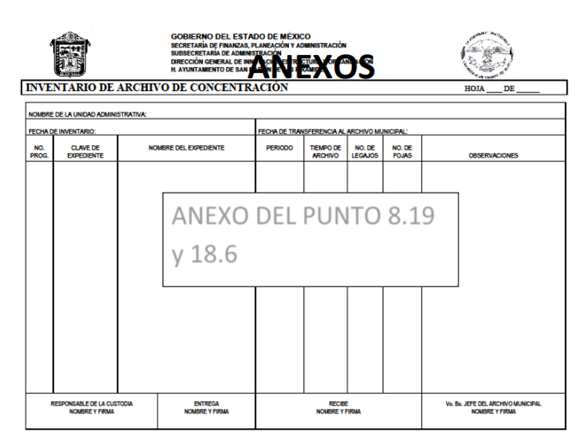 GOBIERNO DEL ESTADO DE MÉXICO
SECRETARÍA DE FINANZAS, PLANEACIÓN Y ADMINISTRACIÓN
SUBSECRETARÍA DE ADMINISTRACIÓN
DIRECCIÓN GENERAL DE
H. AYUNTAMIENTO DE SAN
ANEXOS
INVENTARIO DE ARCHIVO DE CONCENTRACIÓN HOJA ____ DE _____
NOMBRE DE LA UNIDAD ADMINISTRATIVA:
FECHA DE INVENTARIO: FECHA DE TRANSFERENCIA AL ARCHIVO MUNICIPAL:
NO. CLAVE DE NOMBRE DEL EXPEDIENTE PERIODO TIEMPO DE NO. DE NO. DE
PROG. EXPEDIENTE ARCHIVO LEGAJOS FOJAS OBSERVACIONES
ANEXO DEL PUNTO 8.19
y 18.6
RESPONSABLE DE LA CUSTODIA ENTREGA RECIBE Vo. Bo. JEFE DEL ARCHIVO MUNICIPAL
NOMBRE Y FIRMA NOMBRE Y FIRMA NOMBRE Y FIRMA NOMBRE Y FIRMA